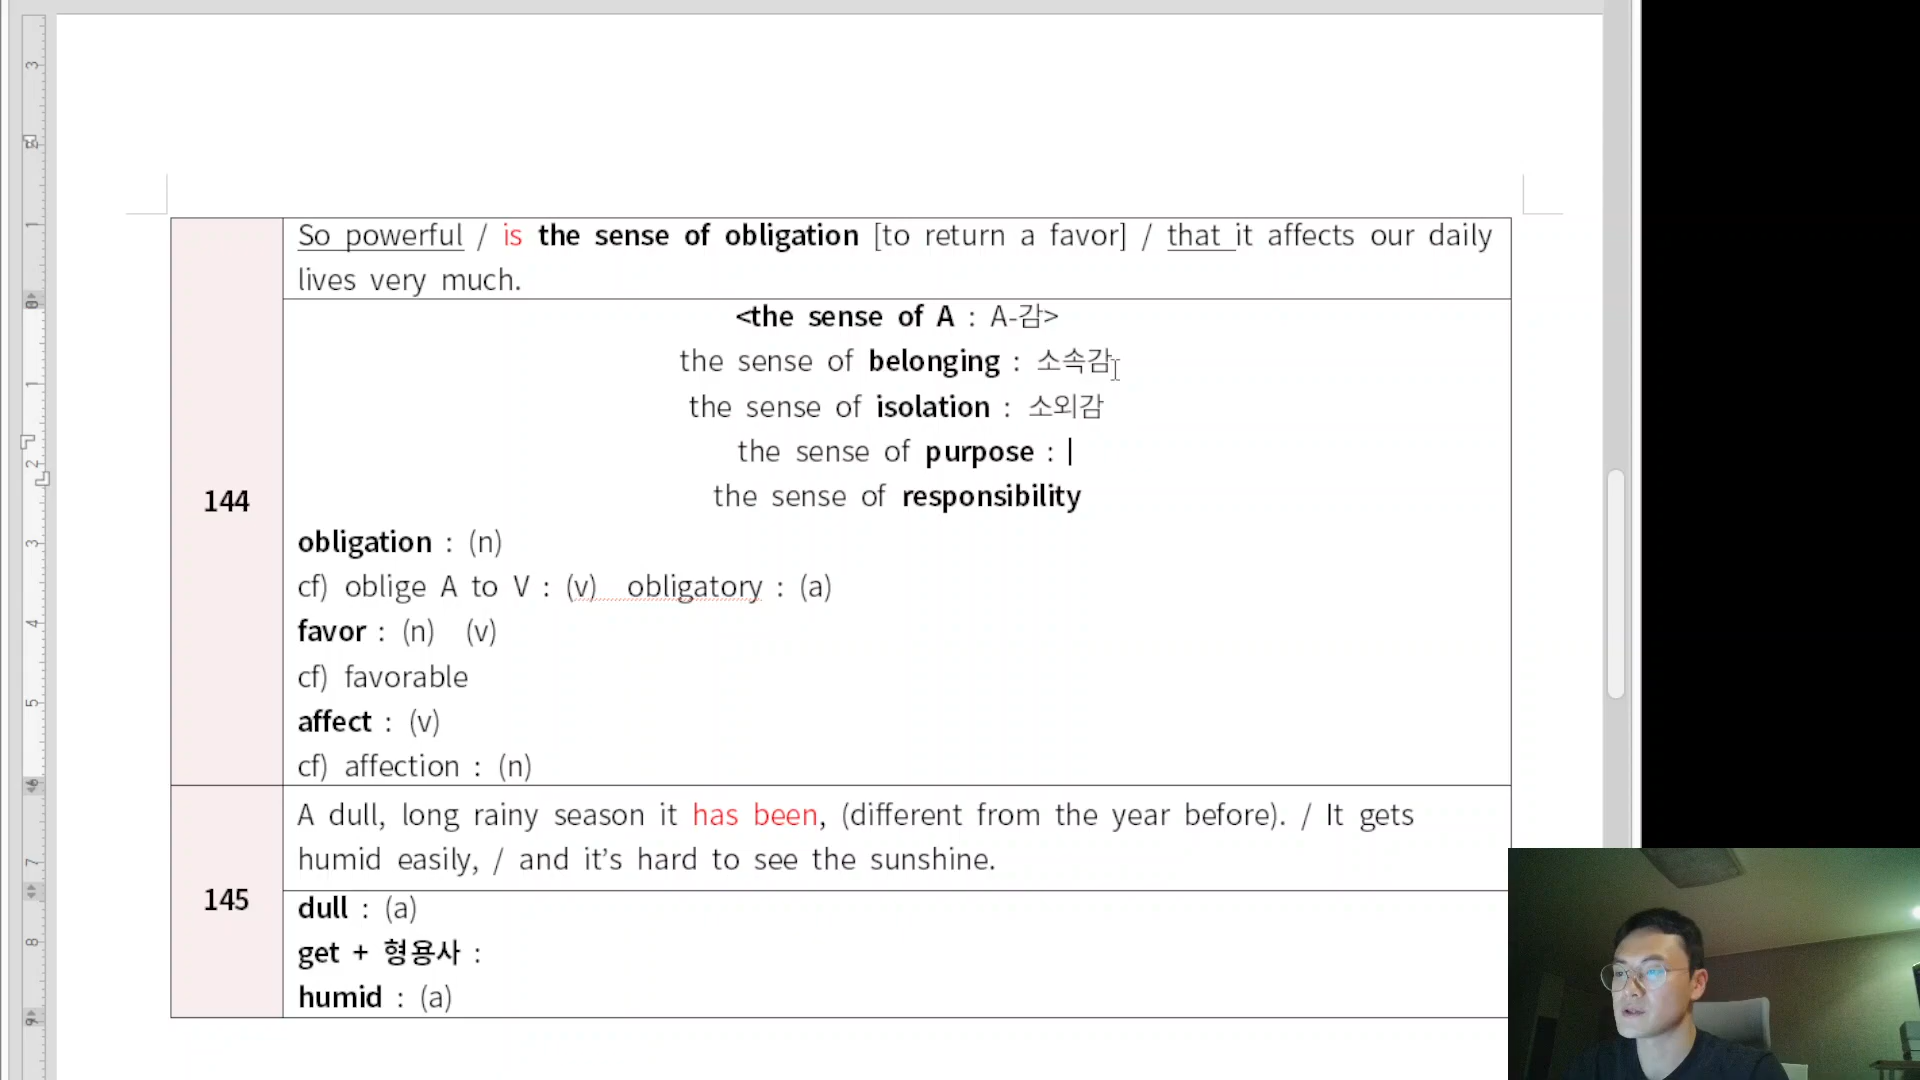 So powerful / is the sense of obligation [to return a favor] / that it affects our daily
lives very much.
<the sense of A : A-감>
the sense of belonging : 소속감
the sense of isolation : 소외감
the sense of purpose :
the sense of responsibility
144
obligation : (n)
cf) oblige A to V : (v) obligatory : (a)
favor : (n) (v)
cf) favorable
affect : (v)
cf) affection : (n)
A dull, long rainy season it has been, (different from the year before). / It gets
humid easily, / and it's hard to see the sunshine.
145
dull : (a)
get + 형용사 :
humid : (a)